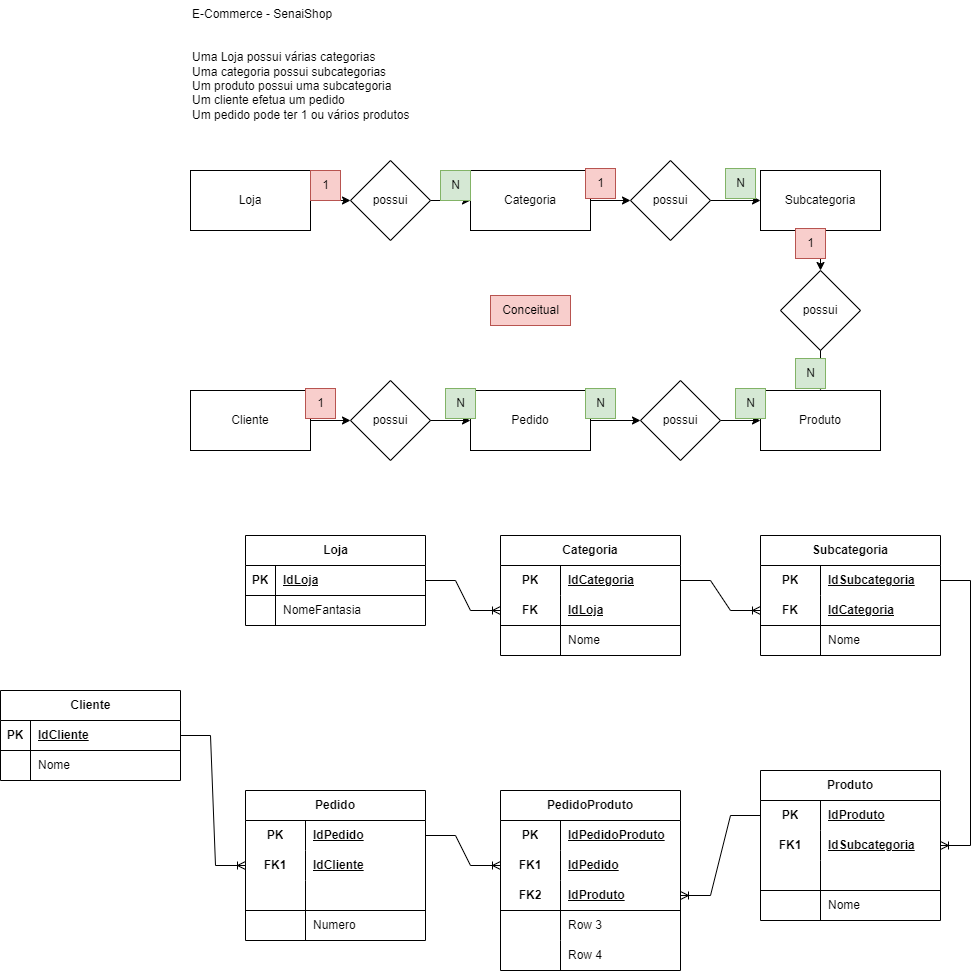 E-Commerce - SenaiShop
Uma Loja possui várias categorias
Uma categoria possui subcategorias
Um produto possui uma subcategoria
Um cliente efetua um pedido
Um pedido pode ter 1 ou vários produtos
Loja
1
possui
N
Categoria
1
possui
N
Subcategoria
1
possui
N
Conceitual
Cliente
1
possui
N
Pedido
N
possui
N
Produto
Loja
PK IdLoja
NomeFantasia
Categoria
PK IdCategoria
FK IdLoja
Nome
Subcategoria
PK IdSubcategoria
FK IdCategoria
Nome
Cliente
PK IdCliente
Nome
Pedido
PK IdPedido
FK1 IdCliente
Numero
PedidoProduto
PK IdPedidoProduto
FK1 IdPedido
FK2 IdProduto
Row 3
Row 4
Produto
PK IdProduto
FK1 IdSubcategoria
Nome